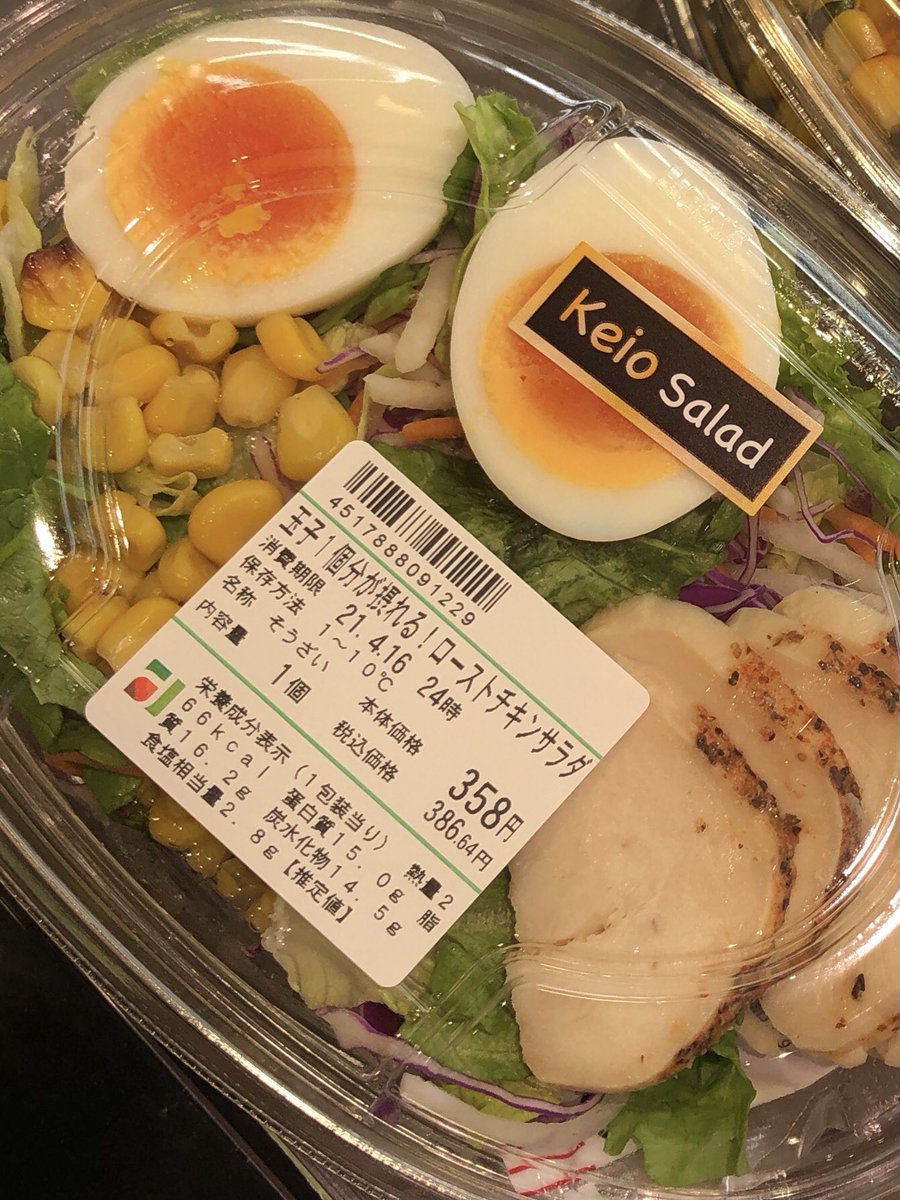 Keio Salad
4517888091229
玉子1個分が摂れる！ローストチキンサラダ
消費期限 21.4.16 24時
保存方法 1～10℃
名称 そうざい
内容量 1個
本体価格 358円
税込価格 386.64円
栄養成分表示（1包装当り） 熱量2
66kcal 蛋白質15.0g 脂
質16.2g 炭水化物14.5g
食塩相当量2.8g【推定値】